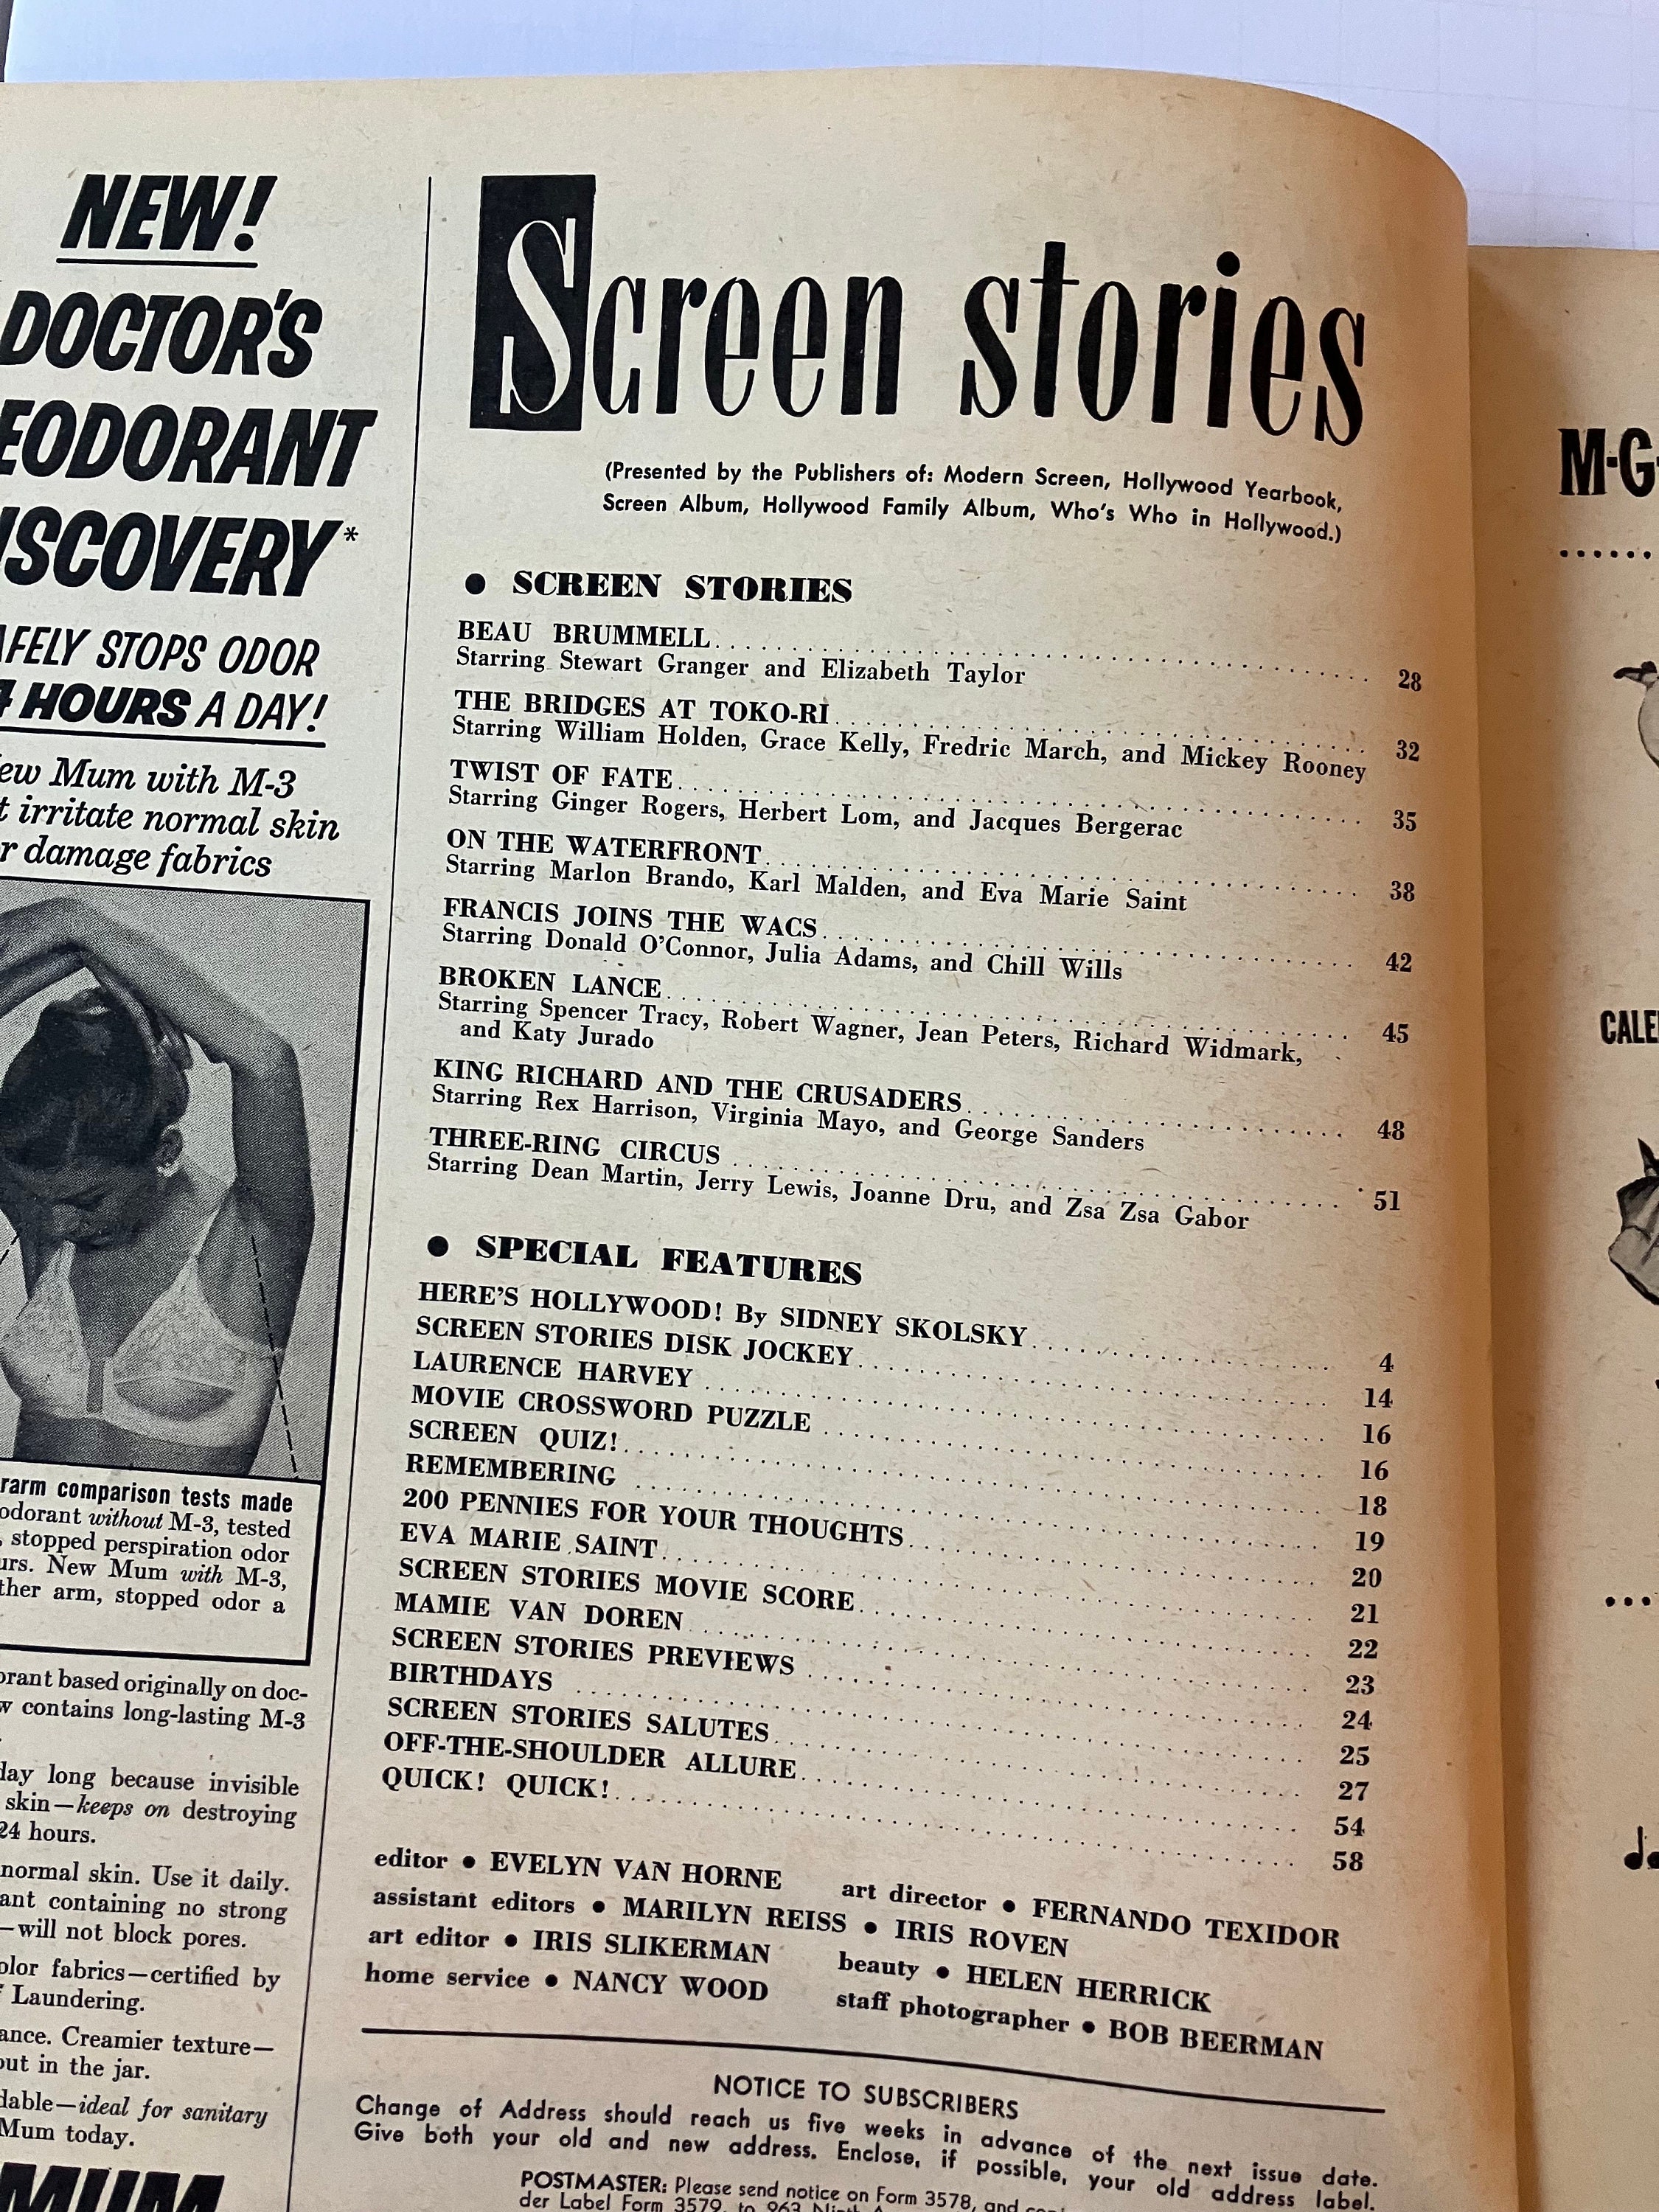 NEW!
DOCTOR'S
EODORANT
ISCOVERY*
AFELY STOPS ODOR
4 HOURS A DAY!
ew Mum with M-3
t irritate normal skin
r damage fabrics
rarm comparison tests made
odorant without M-3, tested
, stopped perspiration odor
urs. New Mum with M-3,
ther arm, stopped odor a
orant based originally on doc-
w contains long-lasting M-3
day long because invisible
skin—keeps on destroying
24 hours.
normal skin. Use it daily.
ant containing no strong
—will not block pores.
olor fabrics—certified by
f Laundering.
ance. Creamier texture—
out in the jar.
dable—ideal for sanitary
Mum today.
MUM
Screen stories
(Presented by the Publishers of: Modern Screen, Hollywood Yearbook,
Screen Album, Hollywood Family Album, Who's Who in Hollywood.)
● SCREEN STORIES
BEAU BRUMMELL 28
Starring Stewart Granger and Elizabeth Taylor
THE BRIDGES AT TOKO-RI 32
Starring William Holden, Grace Kelly, Fredric March, and Mickey Rooney
TWIST OF FATE 35
Starring Ginger Rogers, Herbert Lom, and Jacques Bergerac
ON THE WATERFRONT 38
Starring Marlon Brando, Karl Malden, and Eva Marie Saint
FRANCIS JOINS THE WACS 42
Starring Donald O'Connor, Julia Adams, and Chill Wills
BROKEN LANCE 45
Starring Spencer Tracy, Robert Wagner, Jean Peters, Richard Widmark,
and Katy Jurado
KING RICHARD AND THE CRUSADERS 48
Starring Rex Harrison, Virginia Mayo, and George Sanders
THREE-RING CIRCUS 51
Starring Dean Martin, Jerry Lewis, Joanne Dru, and Zsa Zsa Gabor
● SPECIAL FEATURES
HERE'S HOLLYWOOD! By SIDNEY SKOLSKY 4
SCREEN STORIES DISK JOCKEY 14
LAURENCE HARVEY 16
MOVIE CROSSWORD PUZZLE 16
SCREEN QUIZ! 18
REMEMBERING 19
200 PENNIES FOR YOUR THOUGHTS 20
EVA MARIE SAINT 21
SCREEN STORIES MOVIE SCORE 22
MAMIE VAN DOREN 23
SCREEN STORIES PREVIEWS 24
BIRTHDAYS 25
SCREEN STORIES SALUTES 27
OFF-THE-SHOULDER ALLURE 54
QUICK! QUICK! 58
editor ● EVELYN VAN HORNE art director ● FERNANDO TEXIDOR
assistant editors ● MARILYN REISS ● IRIS ROVEN
art editor ● IRIS SLIKERMAN beauty ● HELEN HERRICK
home service ● NANCY WOOD staff photographer ● BOB BEERMAN
NOTICE TO SUBSCRIBERS
Change of Address should reach us five weeks in advance of the next issue date.
Give both your old and new address. Enclose, if possible, your old address label.
POSTMASTER: Please send notice on Form 3578, and
der Label Form 3579, to 963 Ninth
M-G-
CALE